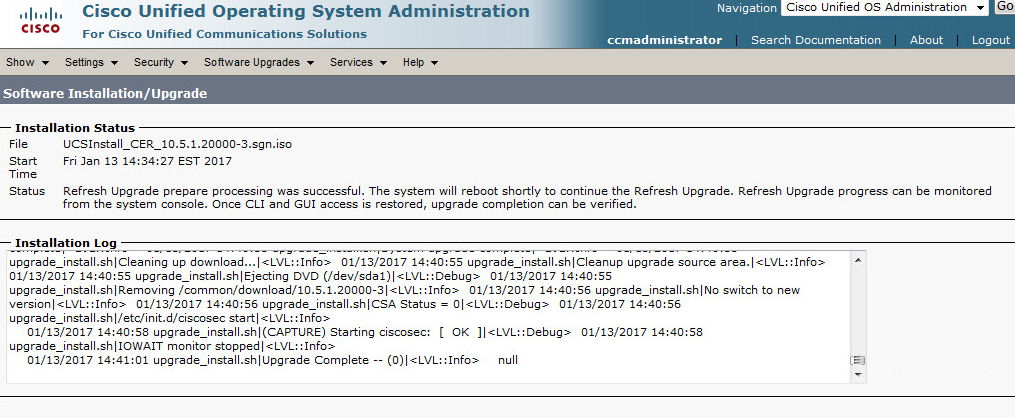 Cisco Unified Operating System Administration
For Cisco Unified Communications Solutions
CISCO
Navigation Cisco Unified OS Administration Go
ccmadministrator | Search Documentation | About | Logout
Show Settings Security Software Upgrades Services Help
Software Installation/Upgrade
Installation Status
File UCSInstall_CER_10.5.1.20000-3.sgn.iso
Start Time Fri Jan 13 14:34:27 EST 2017
Status Refresh Upgrade prepare processing was successful. The system will reboot shortly to continue the Refresh Upgrade. Refresh Upgrade progress can be monitored
from the system console. Once CLI and GUI access is restored, upgrade completion can be verified.
Installation Log
upgrade_install.sh|Cleaning up download...|<LVL::Info> 01/13/2017 14:40:55 upgrade_install.sh|Cleanup upgrade source area.|<LVL::Info>
01/13/2017 14:40:55 upgrade_install.sh|Ejecting DVD (/dev/sda1)|<LVL::Debug> 01/13/2017 14:40:55
upgrade_install.sh|Removing /common/download/10.5.1.20000-3|<LVL::Info> 01/13/2017 14:40:56 upgrade_install.sh|No switch to new
version|<LVL::Info> 01/13/2017 14:40:56 upgrade_install.sh|CSA Status = 0|<LVL::Debug> 01/13/2017 14:40:56
upgrade_install.sh|/etc/init.d/ciscosec start|<LVL::Info>
01/13/2017 14:40:58 upgrade_install.sh|(CAPTURE) Starting ciscosec: [ OK ]|<LVL::Debug> 01/13/2017 14:40:58
upgrade_install.sh|IOWAIT monitor stopped|<LVL::Info>
01/13/2017 14:41:01 upgrade_install.sh|Upgrade Complete -- (0)|<LVL::Info> null